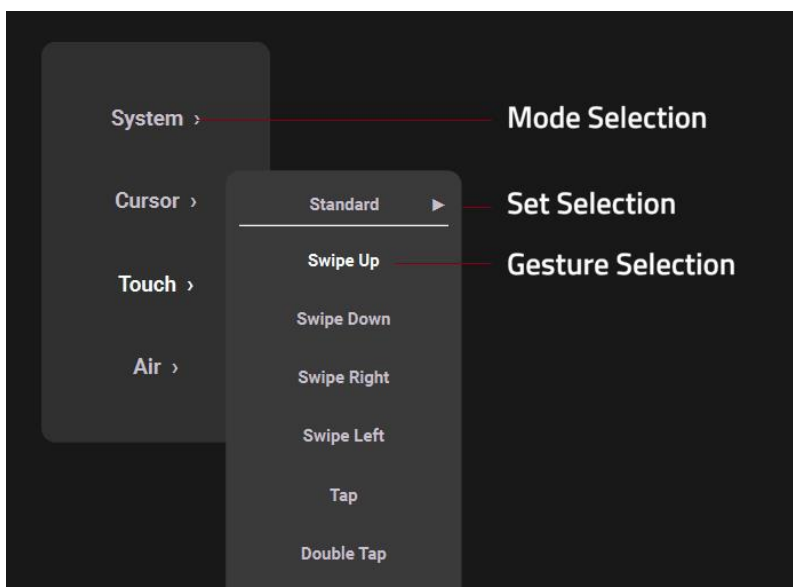 System ›
Mode Selection
Cursor ›
Standard ▶
Set Selection
Swipe Up
Gesture Selection
Touch ›
Swipe Down
Air ›
Swipe Right
Swipe Left
Tap
Double Tap